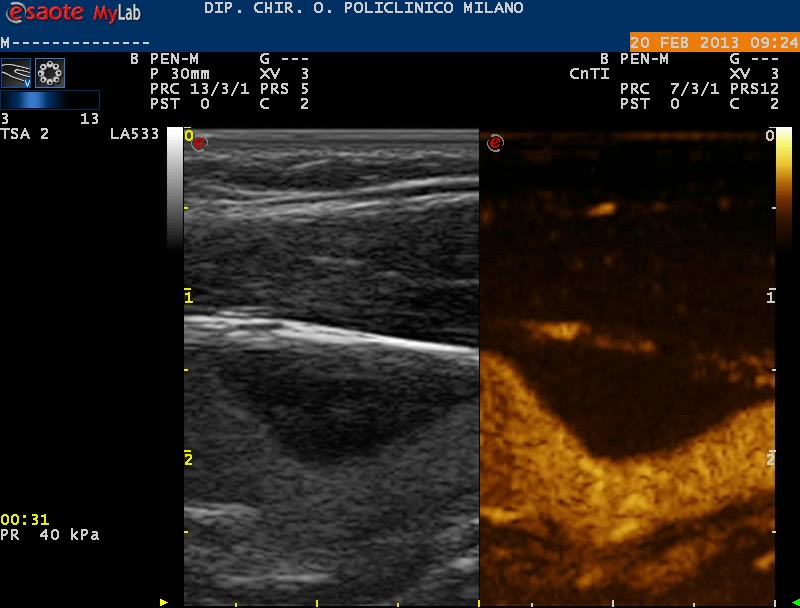 esaote MyLab
DIP. CHIR. O. POLICLINICO MILANO
M--------------
20 FEB 2013 09:24
B PEN-M G ---
P 30mm XV 3
PRC 13/3/1 PRS 5
PST 0 C 2
B PEN-M G ---
CnTI XV 3
PRC 7/3/1 PRS12
PST 0 C 2
V
3 13
TSA 2 LA533
0 e e 0
1 1
2 2
00:31
PR 40 kPa